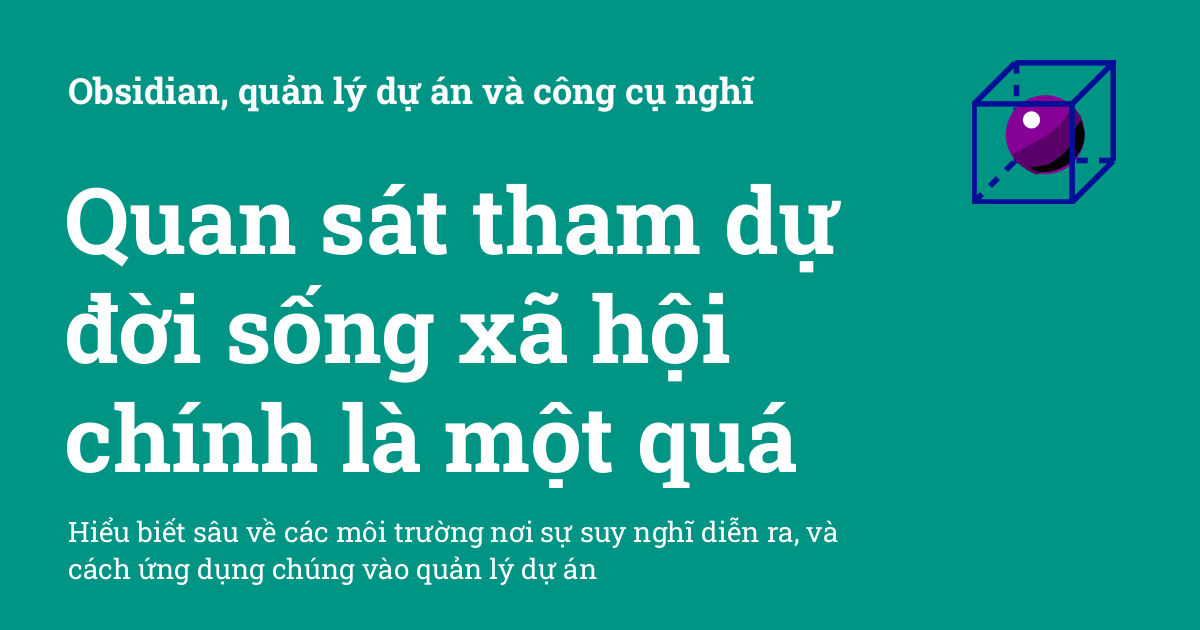 Obsidian, quản lý dự án và công cụ nghĩ
Quan sát tham dự
đời sống xã hội
chính là một quá
Hiểu biết sâu về các môi trường nơi sự suy nghĩ diễn ra, và
cách ứng dụng chúng vào quản lý dự án